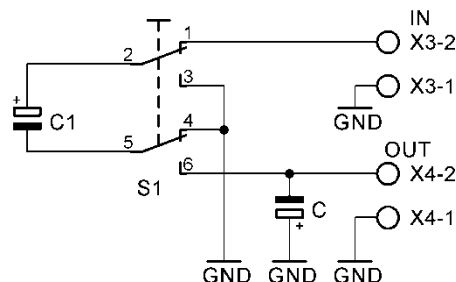 IN
1
X3-2
2
3
X3-1
+
C1
GND
4
5
OUT
6
X4-2
S1
C
+
X4-1
GND
GND
GND